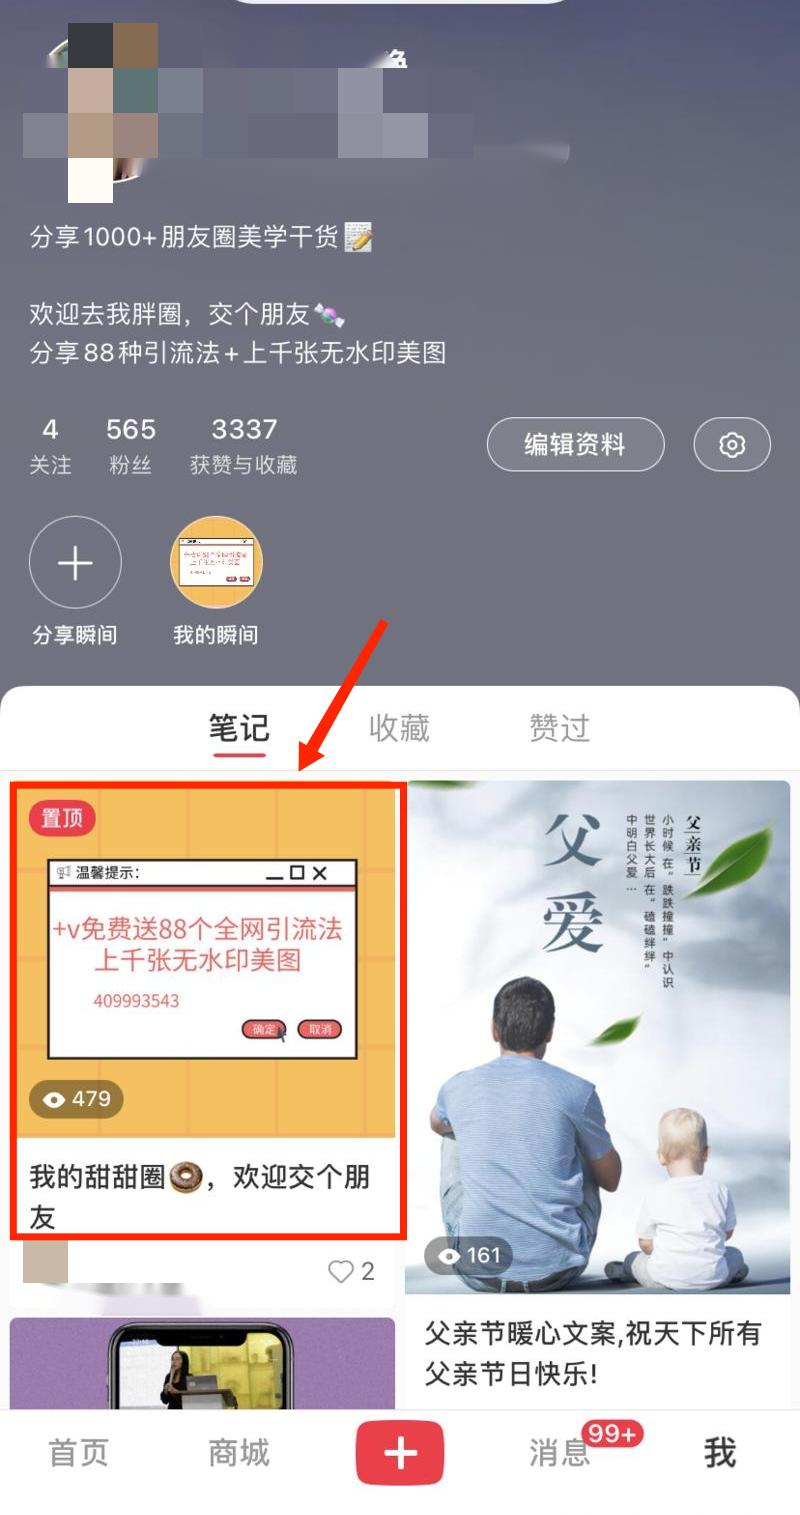 分享1000+朋友圈美学干货📝
欢迎去我胖圈，交个朋友🍬
分享88种引流法+上千张无水印美图
4 565 3337
关注 粉丝 获赞与收藏
编辑资料
分享瞬间 我的瞬间
笔记 收藏 赞过
置顶
温馨提示:
+v免费送88个全网引流法
上千张无水印美图
409993543
确定 取消
479
我的甜甜圈🍩，欢迎交个朋
友
2
父爱
父亲节
小时候 在“跌跌撞撞”中认识
世界长大后 在“磕磕绊绊”
中明白父爱...
161
父亲节暖心文案,祝天下所有
父亲节日快乐!
首页 商城 消息 99+ 我